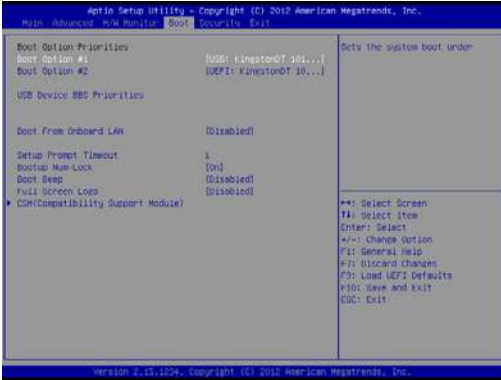 Aptio Setup Utility - Copyright (C) 2012 American Megatrends, Inc.
Main Advanced H/W Monitor Boot Security Exit
Boot Option Priorities
Boot Option #1 [USB: KingstonDT 101...]
Boot Option #2 [UEFI: KingstonDT 10...]
USB Device BBS Priorities
Boot From Onboard LAN [Disabled]
Setup Prompt Timeout 1
Bootup Num-Lock [On]
Boot Beep [Disabled]
Full Screen Logo [Disabled]
CSM(Compatibility Support Module)
Sets the system boot order
→←: Select Screen
↑↓: Select Item
Enter: Select
+/-: Change Option
F1: General Help
F7: Discard Changes
F9: Load UEFI Defaults
F10: Save and Exit
ESC: Exit
Version 2.15.1234. Copyright (C) 2012 American Megatrends, Inc.